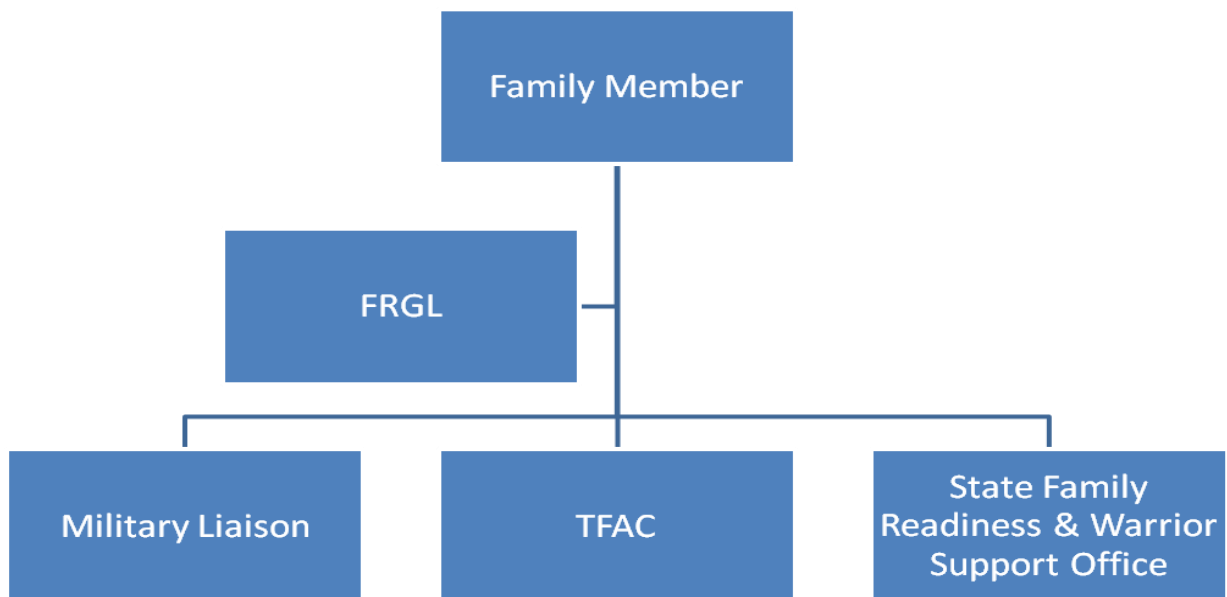 Family Member
FRGL
Military Liaison
TFAC
State Family
Readiness & Warrior
Support Office